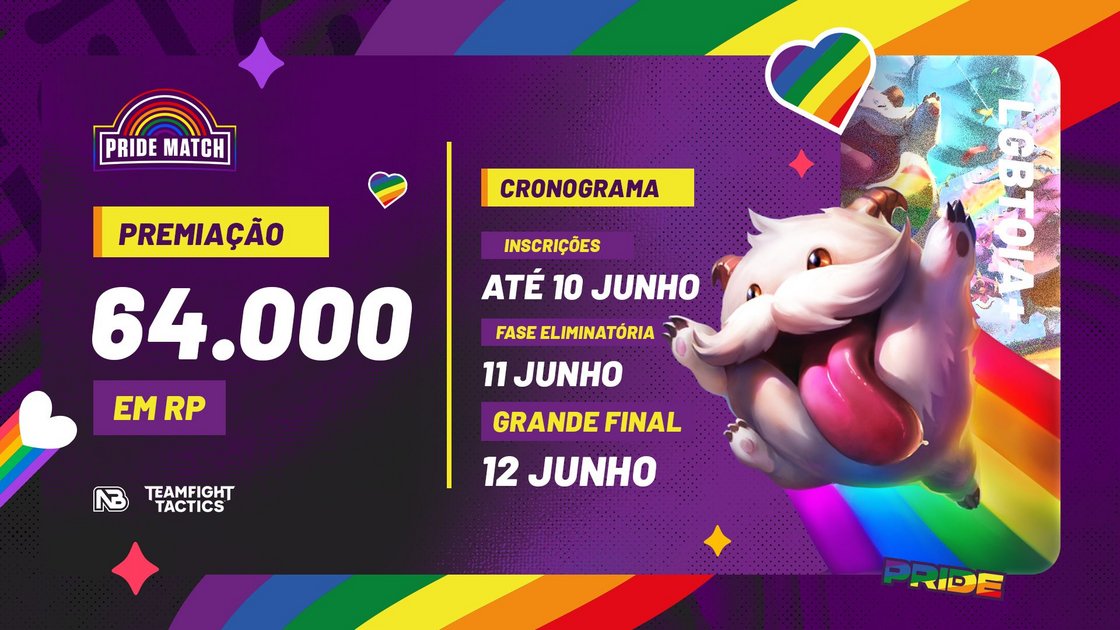 PRIDE MATCH
PREMIAÇÃO
64.000
EM RP
NB
TEAMFIGHT
TACTICS
CRONOGRAMA
INSCRIÇÕES
ATÉ 10 JUNHO
FASE ELIMINATÓRIA
11 JUNHO
GRANDE FINAL
12 JUNHO
LGBTQIA+
PRIDE